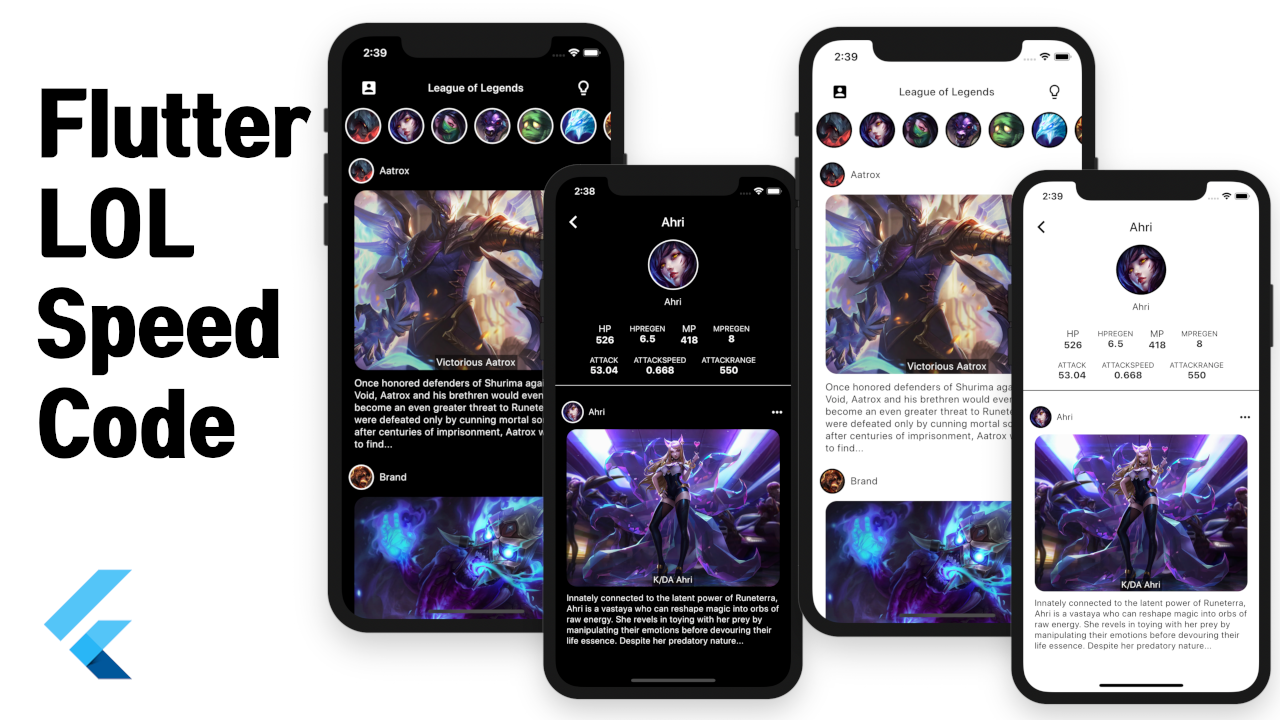 Flutter
LOL
Speed
Code
2:39
League of Legends
Aatrox
Victorious Aatrox
Once honored defenders of Shurima aga
Void, Aatrox and his brethren would even
become an even greater threat to Runete
were defeated only by cunning mortal so
after centuries of imprisonment, Aatrox w
to find...
Brand
2:38
Ahri
Ahri
HP HPREGEN MP MPREGEN
526 6.5 418 8
ATTACK ATTACKSPEED ATTACKRANGE
53.04 0.668 550
Ahri
K/DA Ahri
Innately connected to the latent power of Runeterra,
Ahri is a vastaya who can reshape magic into orbs of
raw energy. She revels in toying with her prey by
manipulating their emotions before devouring their
life essence. Despite her predatory nature...
2:39
League of Legends
Aatrox
Victorious Aatrox
Once honored defenders of Shurima aga
Void, Aatrox and his brethren would even
become an even greater threat to Runete
were defeated only by cunning mortal so
after centuries of imprisonment, Aatrox w
to find...
Brand
2:39
Ahri
Ahri
HP HPREGEN MP MPREGEN
526 6.5 418 8
ATTACK ATTACKSPEED ATTACKRANGE
53.04 0.668 550
Ahri
K/DA Ahri
Innately connected to the latent power of Runeterra,
Ahri is a vastaya who can reshape magic into orbs of
raw energy. She revels in toying with her prey by
manipulating their emotions before devouring their
life essence. Despite her predatory nature...